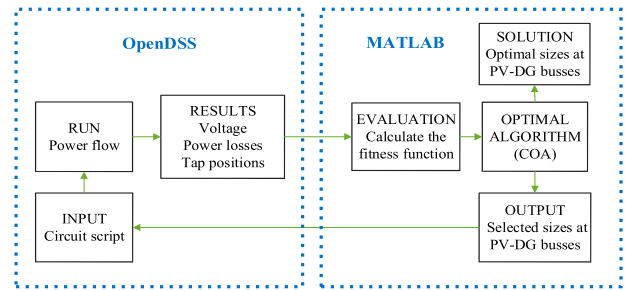 OpenDSS
MATLAB
SOLUTION
Optimal sizes at
PV-DG busses
RUN
Power flow
RESULTS
Voltage
Power losses
Tap positions
EVALUATION
Calculate the
fitness function
OPTIMAL
ALGORITHM
(COA)
INPUT
Circuit script
OUTPUT
Selected sizes at
PV-DG busses